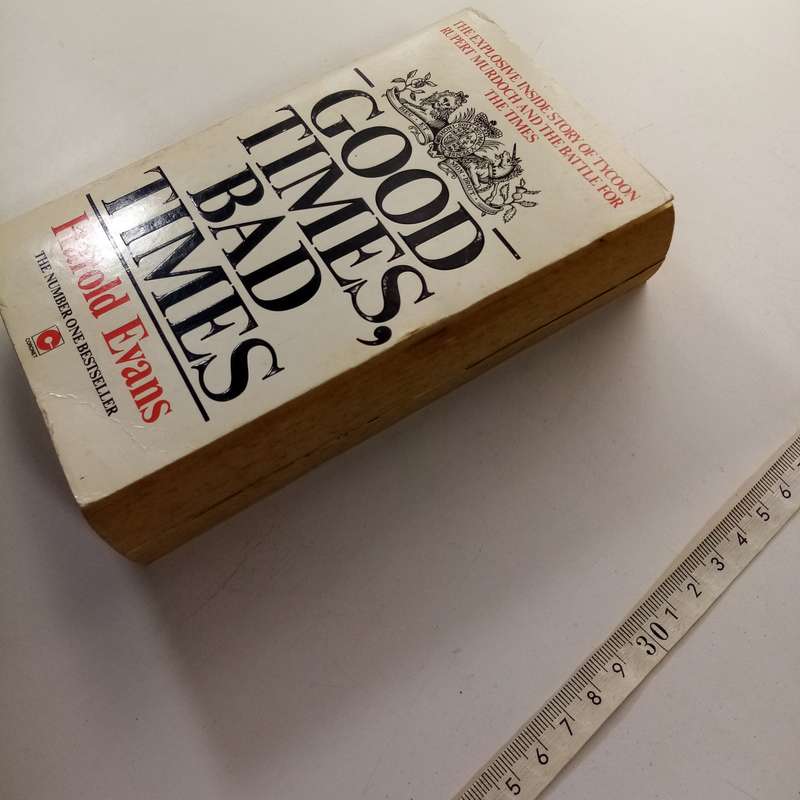 THE EXPLOSIVE INSIDE STORY OF TYCOON
RUPERT MURDOCH AND THE BATTLE FOR
THE TIMES
GOOD
TIMES,
BAD
TIMES
Harold Evans
THE NUMBER ONE BESTSELLER
CORONET
5 6 7 8 9 30 1 2 3 4 5 6